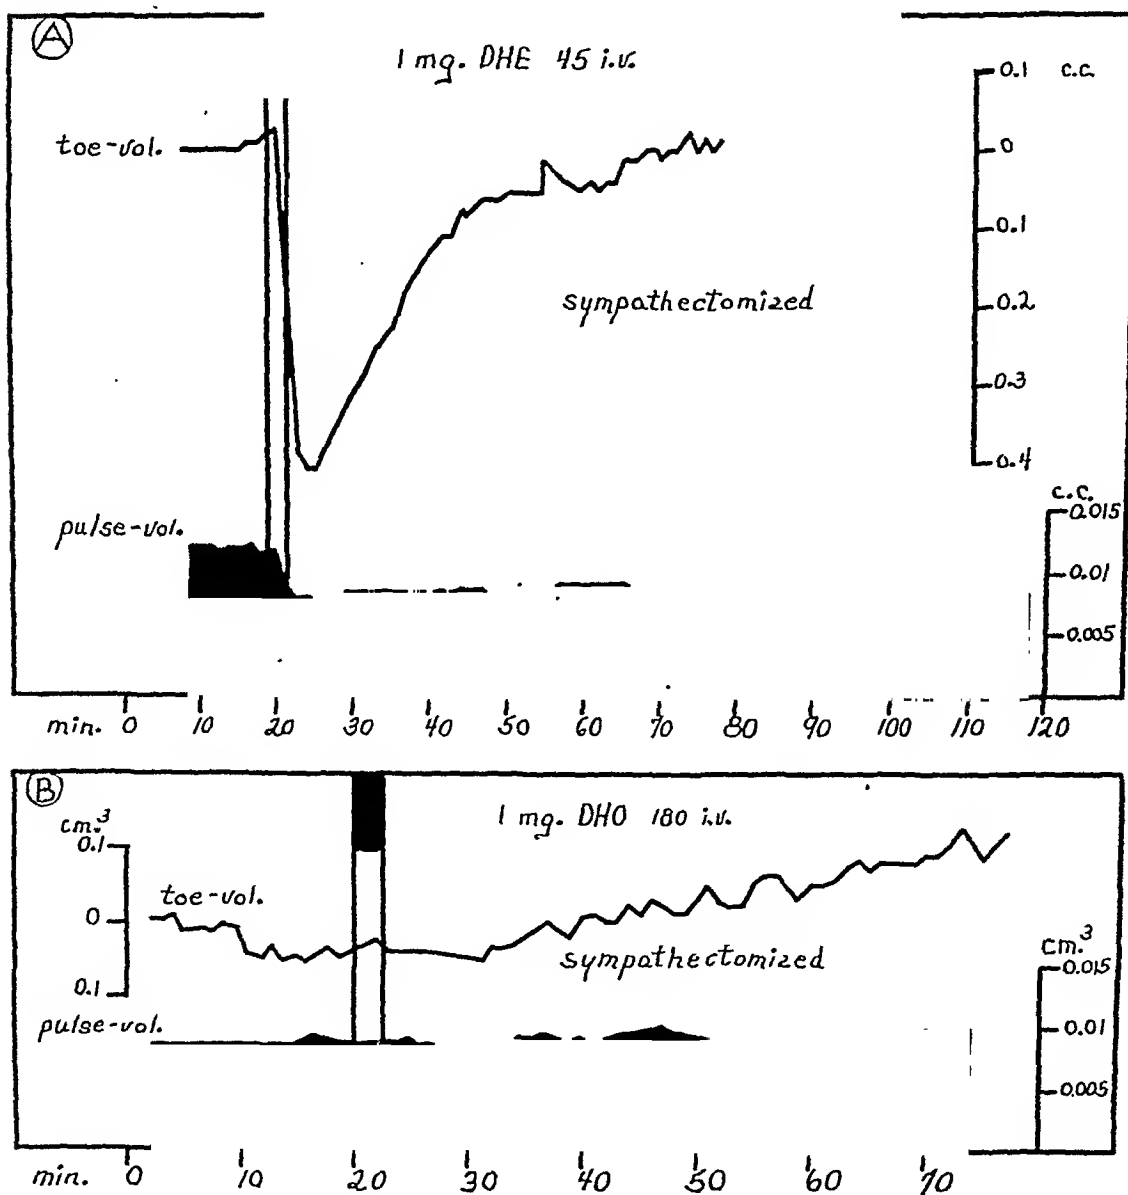 A
1 mg. DHE 45 i.v.
0.1 c.c.
toe-vol.
0
0.1
sympathectomized
0.2
0.3
0.4
pulse-vol.
c.c.
0.015
0.01
0.005
min. 0 10 20 30 40 50 60 70 80 90 100 110 120
B
1 mg. DHO 180 i.v.
cm.³
0.1
toe-vol.
0
sympathectomized
0.1
pulse-vol.
cm.³
0.015
0.01
0.005
min. 0 10 20 30 40 50 60 70